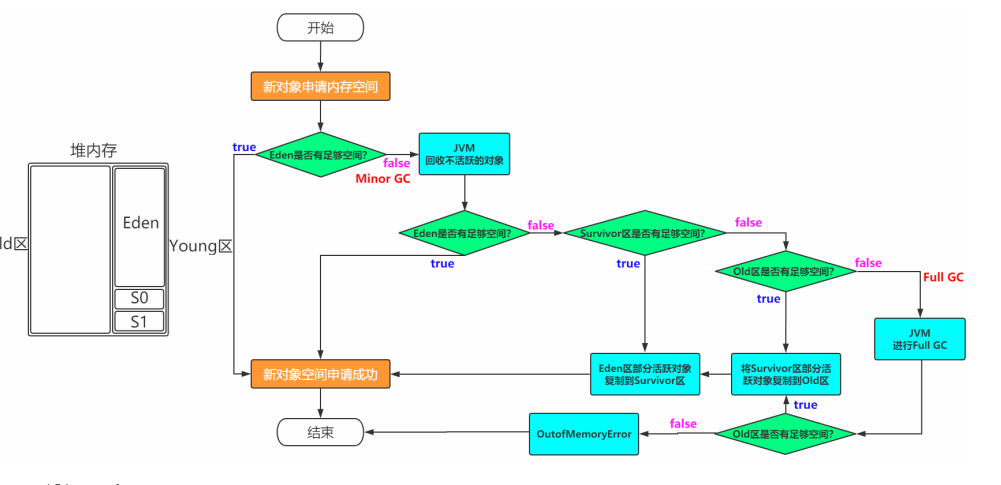 开始
新对象申请内存空间
true
Eden是否有足够空间?
false
Minor GC
JVM
回收不活跃的对象
堆内存
Eden
S0
S1
ld区
Young区
Eden是否有足够空间?
false
true
Survivor区是否有足够空间?
false
true
Old区是否有足够空间?
false
true
Full GC
JVM
进行Full GC
新对象空间申请成功
Eden区部分活跃对象
复制到Survivor区
将Survivor区部分活
跃对象复制到Old区
true
Old区是否有足够空间?
false
OutofMemoryError
结束